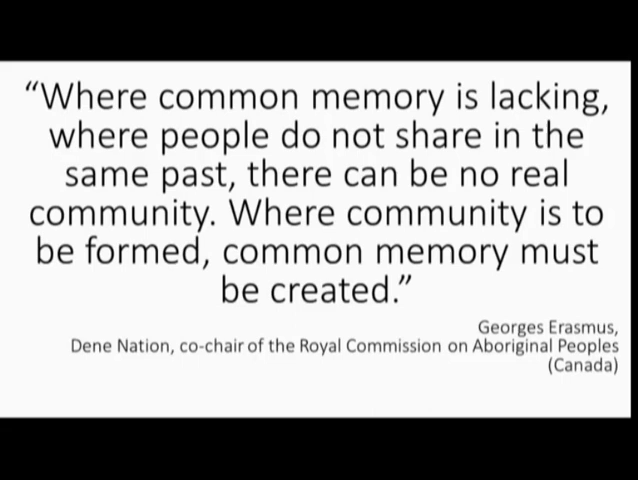 “Where common memory is lacking,
where people do not share in the
same past, there can be no real
community. Where community is to
be formed, common memory must
be created.”
Georges Erasmus,
Dene Nation, co-chair of the Royal Commission on Aboriginal Peoples
(Canada)